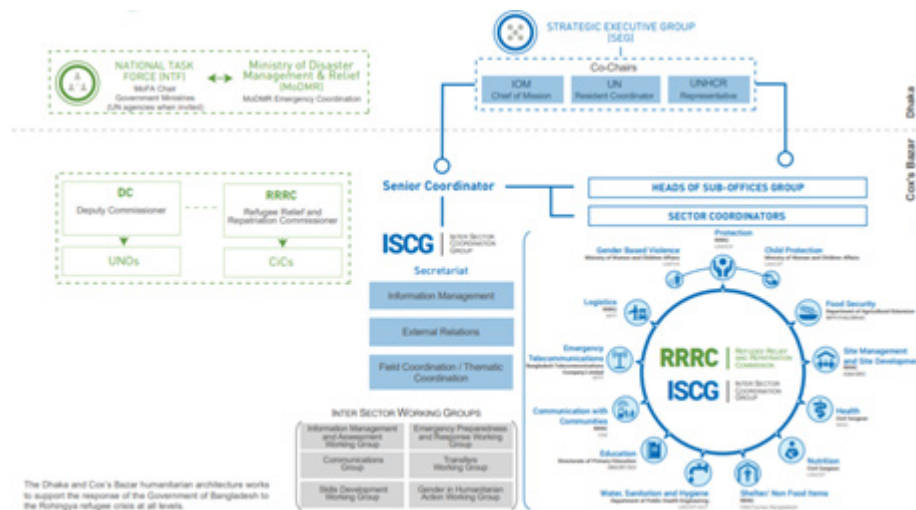 STRATEGIC EXECUTIVE GROUP
[SEG]
Co-Chairs
IOM
Chief of Mission
UN
Resident Coordinator
UNHCR
Representative
NATIONAL TASK
FORCE [NTF]
MoFA Chair
Government Ministries
(UN agencies when invited)
Ministry of Disaster
Management & Relief
(MoDMR)
MoDMR Emergency Coordination
Dhaka
Cox's Bazar
DC
Deputy Commissioner
UNOs
RRRC
Refugee Relief and
Repatriation Commissioner
CiCs
Senior Coordinator
HEADS OF SUB-OFFICES GROUP
SECTOR COORDINATORS
ISCG
INTER SECTOR
COORDINATION
GROUP
Secretariat
Information Management
External Relations
Field Coordination / Thematic
Coordination
INTER SECTOR WORKING GROUPS
Information Management
and Assessment
Working Group
Emergency Preparedness
and Response Working
Group
Communications
Group
Transfers
Working Group
Skills Development
Working Group
Gender in Humanitarian
Action Working Group
Protection
RRRC
Gender Based Violence
Ministry of Women and Children Affairs
Child Protection
Ministry of Women and Children Affairs
Logistics
RRRC
Food Security
Department of Agricultural Extension
Emergency
Telecommunications
Bangladesh Telecommunications
Company Limited
Site Management
and Site Development
RRRC
Communication with
Communities
RRRC
Health
Civil Surgeon
Education
Directorate of Primary Education
Nutrition
Civil Surgeon
Water, Sanitation and Hygiene
Department of Public Health Engineering
Shelter/ Non Food Items
RRRC
RRRC
REFUGEE RELIEF
AND REPATRIATION
COMMISSION
ISCG
INTER SECTOR
COORDINATION
GROUP
The Dhaka and Cox's Bazar humanitarian architecture works
to support the response of the Government of Bangladesh to
the Rohingya refugee crisis at all levels.